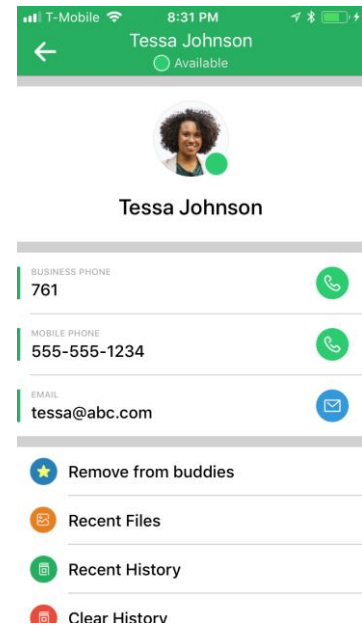 T-Mobile 8:31 PM
Tessa Johnson
Available
Tessa Johnson
BUSINESS PHONE
761
MOBILE PHONE
555-555-1234
EMAIL
tessa@abc.com
Remove from buddies
Recent Files
Recent History
Clear History